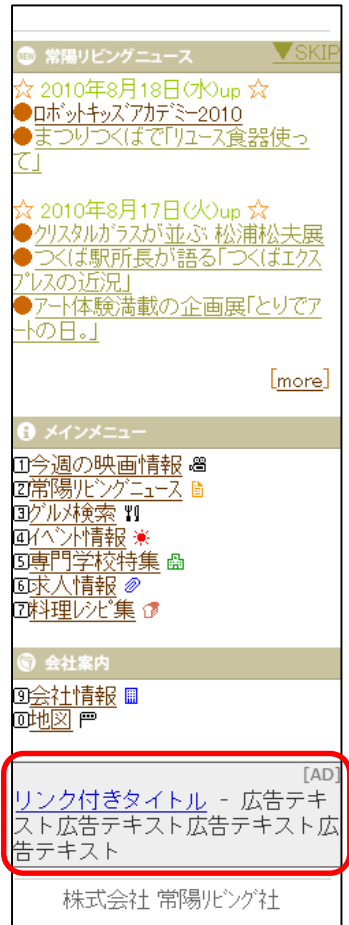 NEW 常陽リビングニュース ▼SKIP
☆ 2010年8月18日(水)up ☆
●ロボットキッズアカデミー2010
●まつりつくばで「リユース食器使っ
て」
☆ 2010年8月17日(火)up ☆
●クリスタルガラスが並ぶ 松浦松夫展
●つくば駅所長が語る「つくばエクス
プレスの近況」
●アート体験満載の企画展「とりでア
ートの日。」
[more]
メインメニュー
1今週の映画情報
2常陽リビングニュース
3グルメ検索
4イベント情報
5専門学校特集
6求人情報
7料理レシピ集
会社案内
9会社情報
0地図
[AD]
リンク付きタイトル - 広告テキ
スト広告テキスト広告テキスト広
告テキスト
株式会社 常陽リビング社